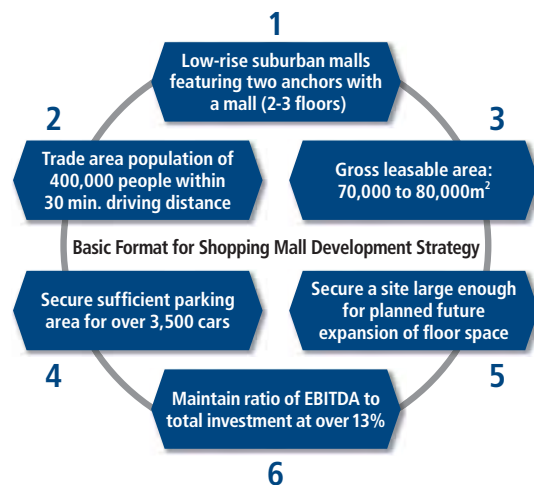 1
Low-rise suburban malls
featuring two anchors with
a mall (2-3 floors)
2
Trade area population of
400,000 people within
30 min. driving distance
3
Gross leasable area:
70,000 to 80,000m²
Basic Format for Shopping Mall Development Strategy
Secure sufficient parking
area for over 3,500 cars
4
Secure a site large enough
for planned future
expansion of floor space
5
Maintain ratio of EBITDA to
total investment at over 13%
6